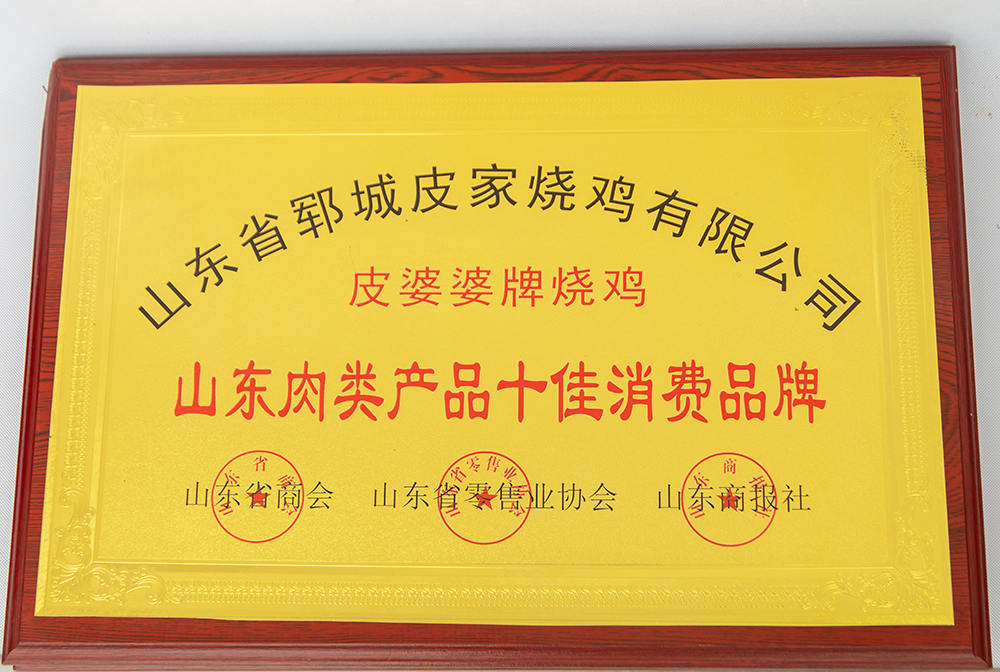 山东省郓城皮家烧鸡有限公司
皮婆婆牌烧鸡
山东肉类产品十佳消费品牌
山东省商会 山东省零售业协会 山东商报社